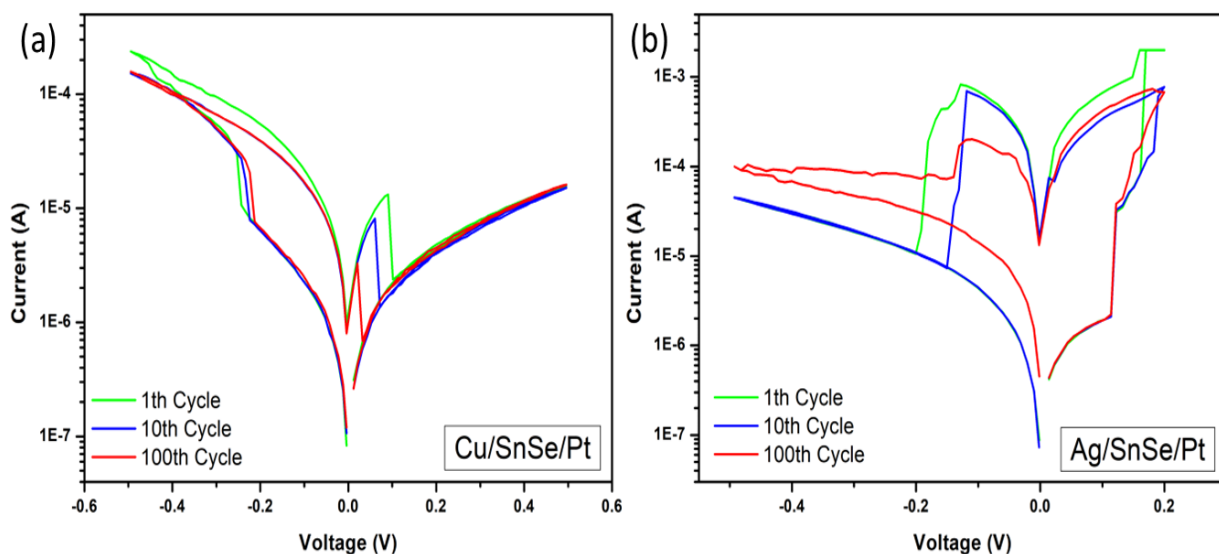 (a)
Current (A)
1E-4
1E-5
1E-6
1E-7
1th Cycle
10th Cycle
100th Cycle
Cu/SnSe/Pt
-0.6 -0.4 -0.2 0.0 0.2 0.4 0.6
Voltage (V)
(b)
Current (A)
1E-3
1E-4
1E-5
1E-6
1E-7
1th Cycle
10th Cycle
100th Cycle
Ag/SnSe/Pt
-0.4 -0.2 0.0 0.2
Voltage (V)